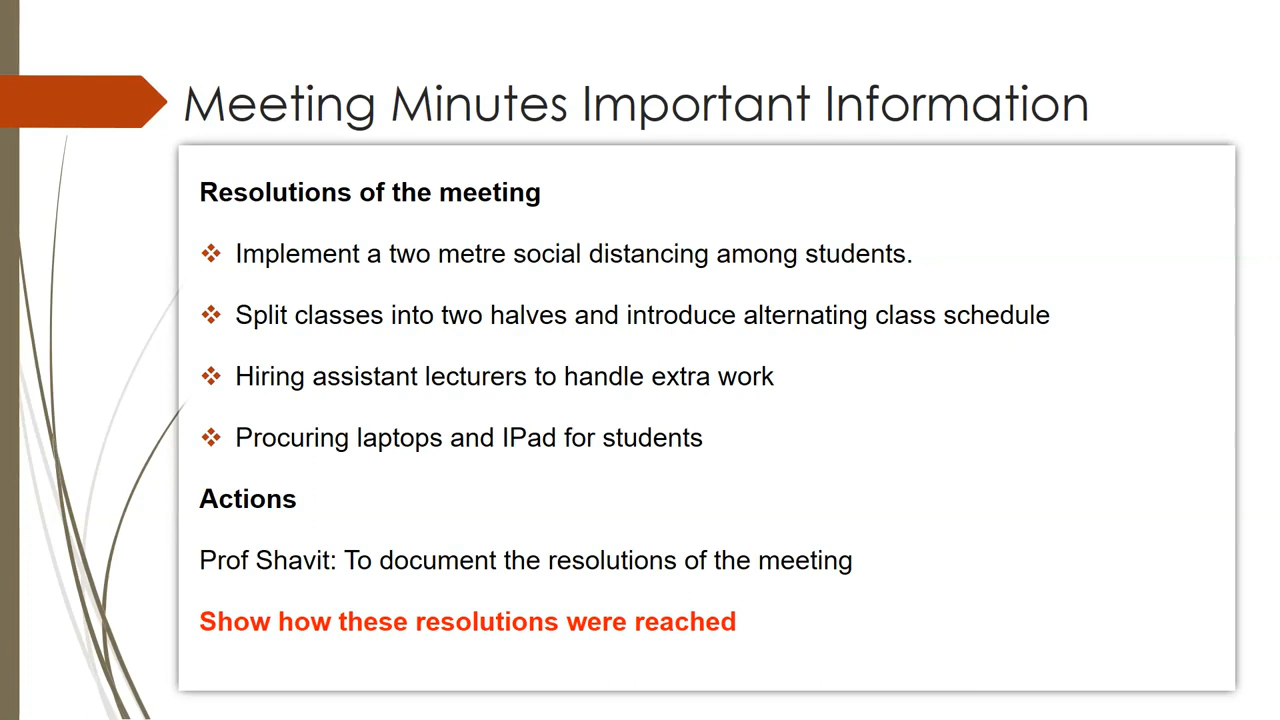 Meeting Minutes Important Information
Resolutions of the meeting
Implement a two metre social distancing among students.
Split classes into two halves and introduce alternating class schedule
Hiring assistant lecturers to handle extra work
Procuring laptops and IPad for students
Actions
Prof Shavit: To document the resolutions of the meeting
Show how these resolutions were reached